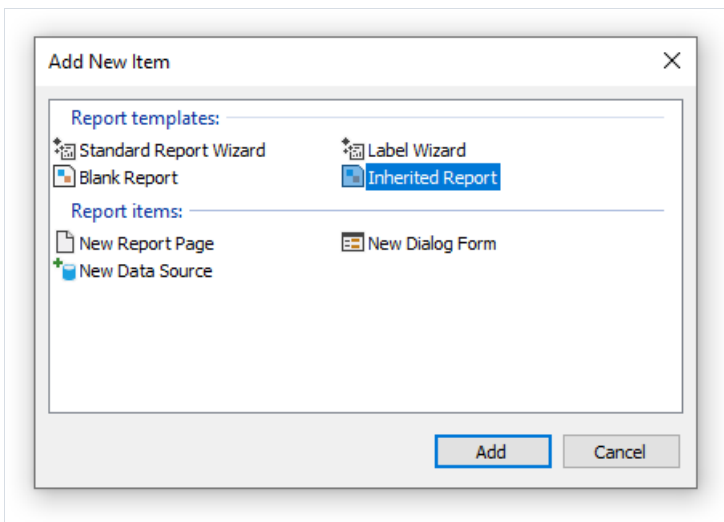 Add New Item
Report templates:
Standard Report Wizard Label Wizard
Blank Report Inherited Report
Report items:
New Report Page New Dialog Form
New Data Source
Add Cancel